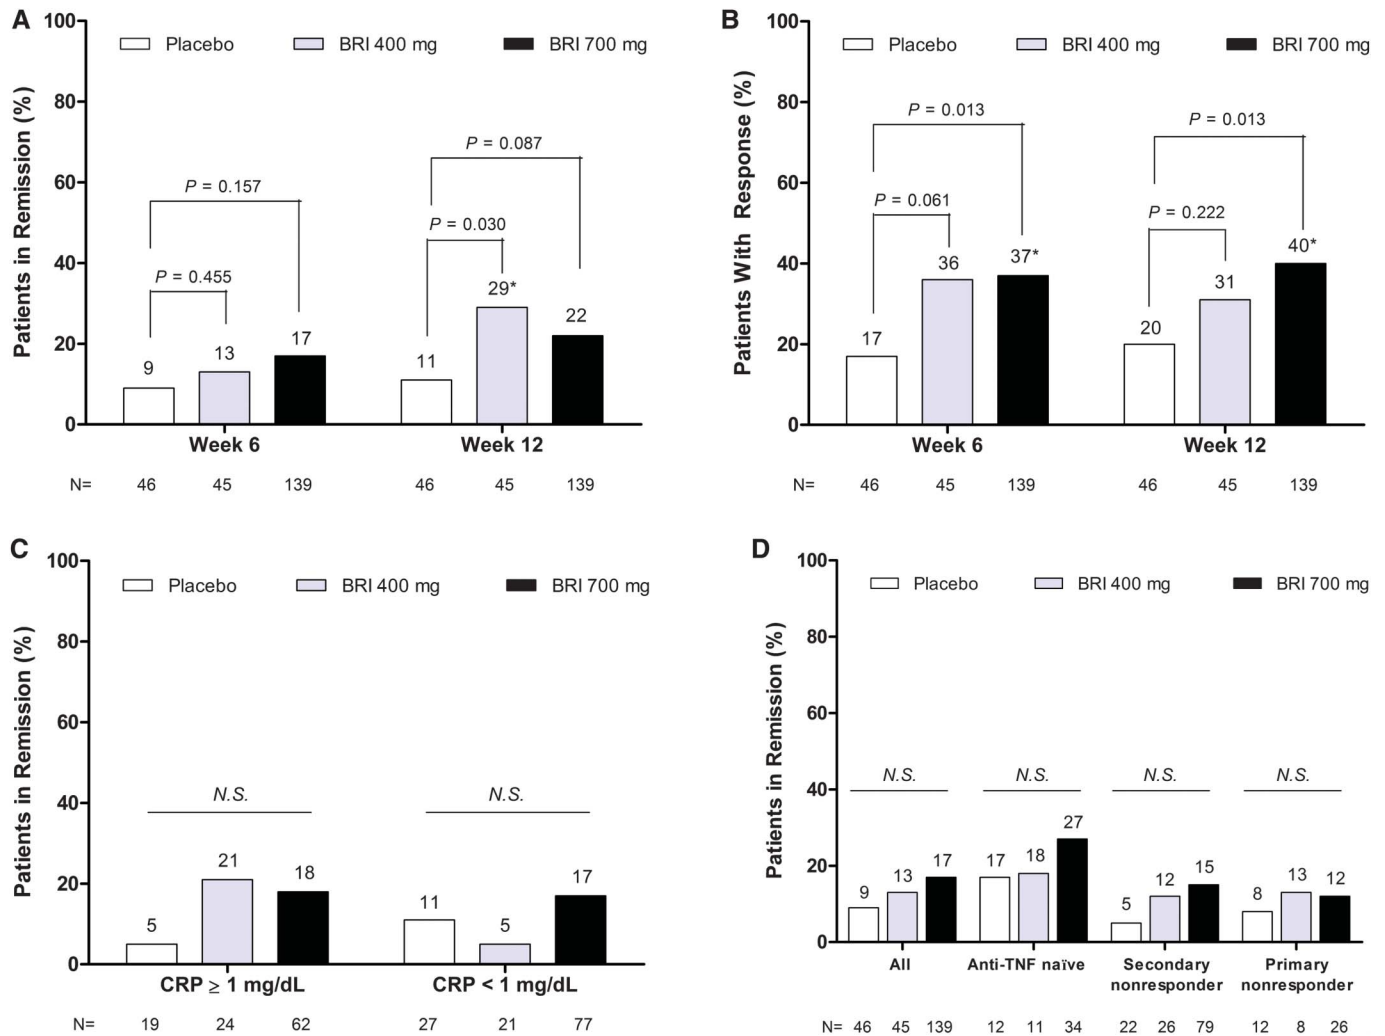 A
Placebo BRI 400 mg BRI 700 mg
Patients in Remission (%)
100
80
60
40
20
0
P = 0.157
P = 0.455
P = 0.087
P = 0.030
9 13 17
11 29* 22
Week 6 Week 12
N= 46 45 139 46 45 139
B
Placebo BRI 400 mg BRI 700 mg
Patients With Response (%)
100
80
60
40
20
0
P = 0.013
P = 0.061
P = 0.013
P = 0.222
17 36 37*
20 31 40*
Week 6 Week 12
N= 46 45 139 46 45 139
C
Placebo BRI 400 mg BRI 700 mg
Patients in Remission (%)
100
80
60
40
20
0
N.S. N.S.
5 21 18
11 5 17
CRP ≥ 1 mg/dL CRP < 1 mg/dL
N= 19 24 62 27 21 77
D
Placebo BRI 400 mg BRI 700 mg
Patients in Remission (%)
100
80
60
40
20
0
N.S. N.S. N.S. N.S.
9 13 17
17 18 27
5 12 15
8 13 12
All Anti-TNF naïve Secondary nonresponder Primary nonresponder
N= 46 45 139 12 11 34 22 26 79 12 8 26